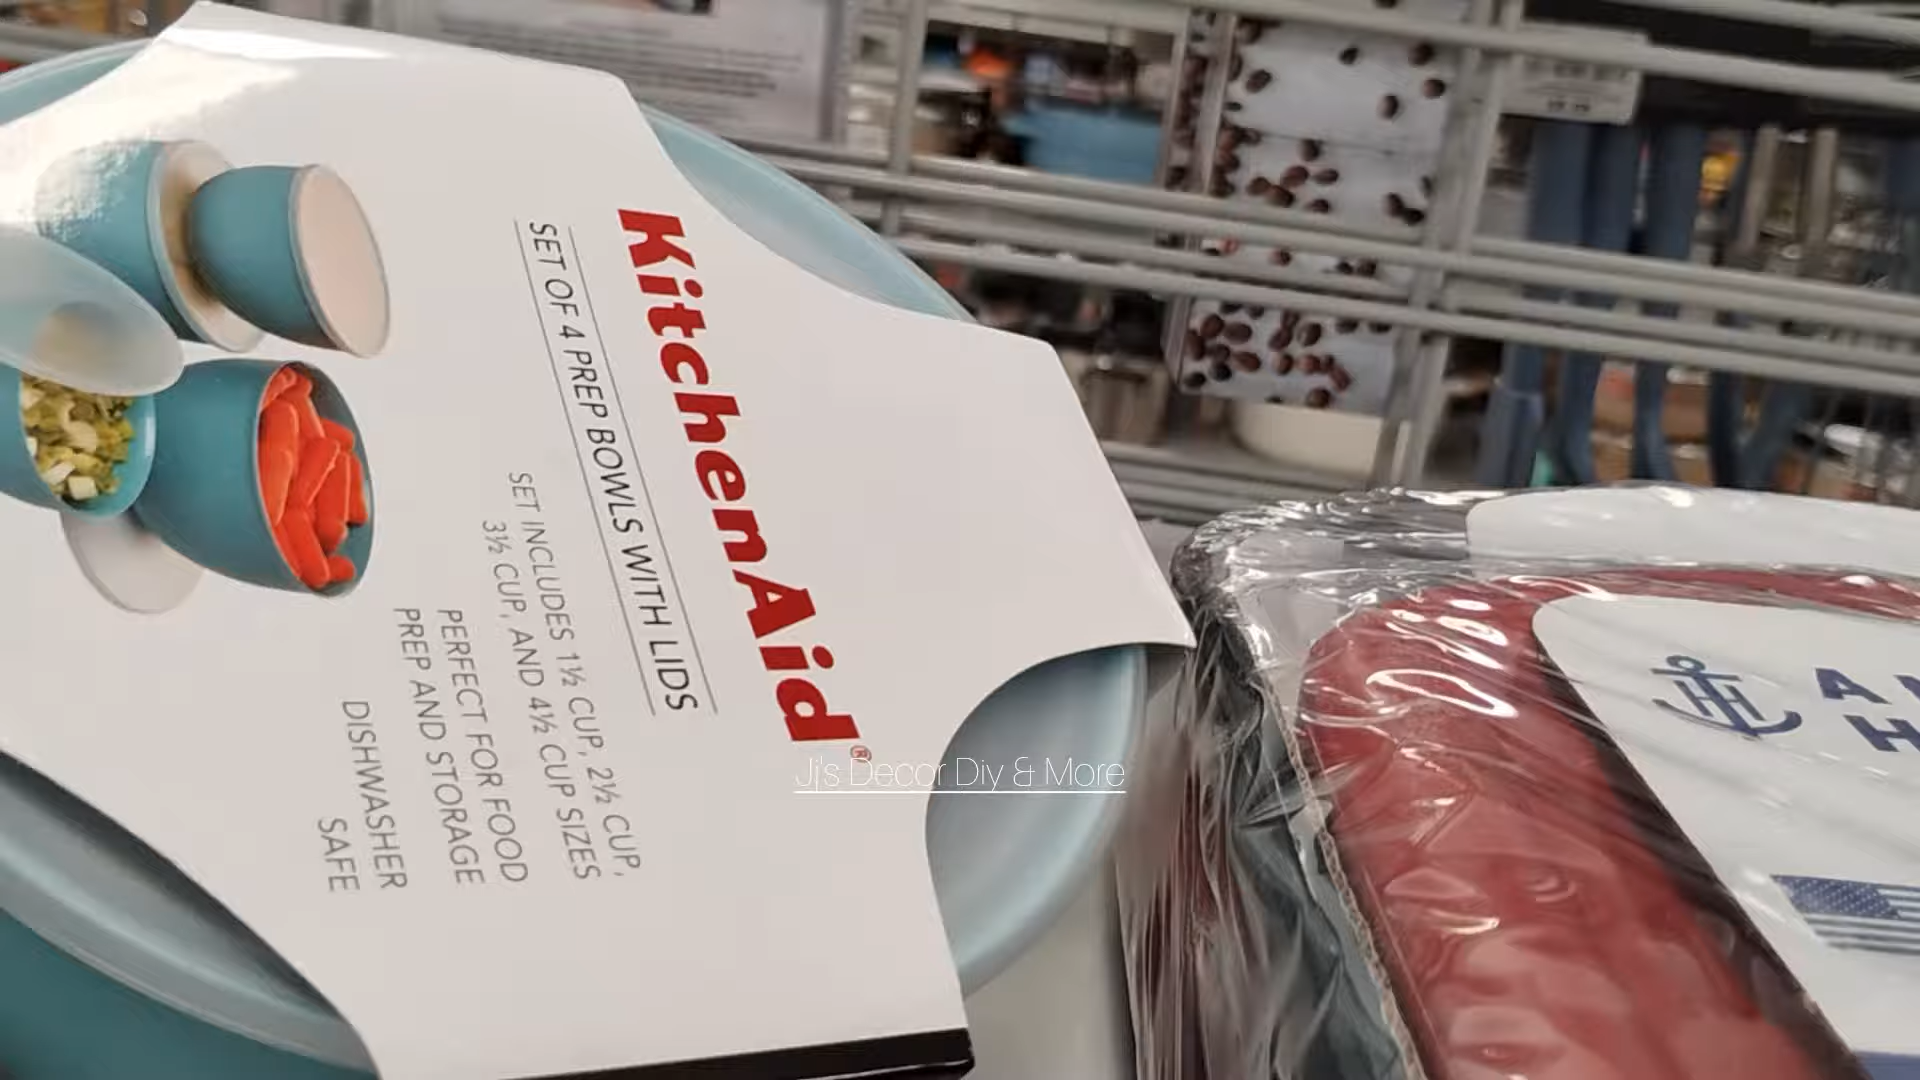 KitchenAid®
SET OF 4 PREP BOWLS WITH LIDS
SET INCLUDES 1½ CUP, 2½ CUP,
3½ CUP, AND 4½ CUP SIZES
PERFECT FOR FOOD
PREP AND STORAGE
DISHWASHER
SAFE
Jj's Decor Diy & More